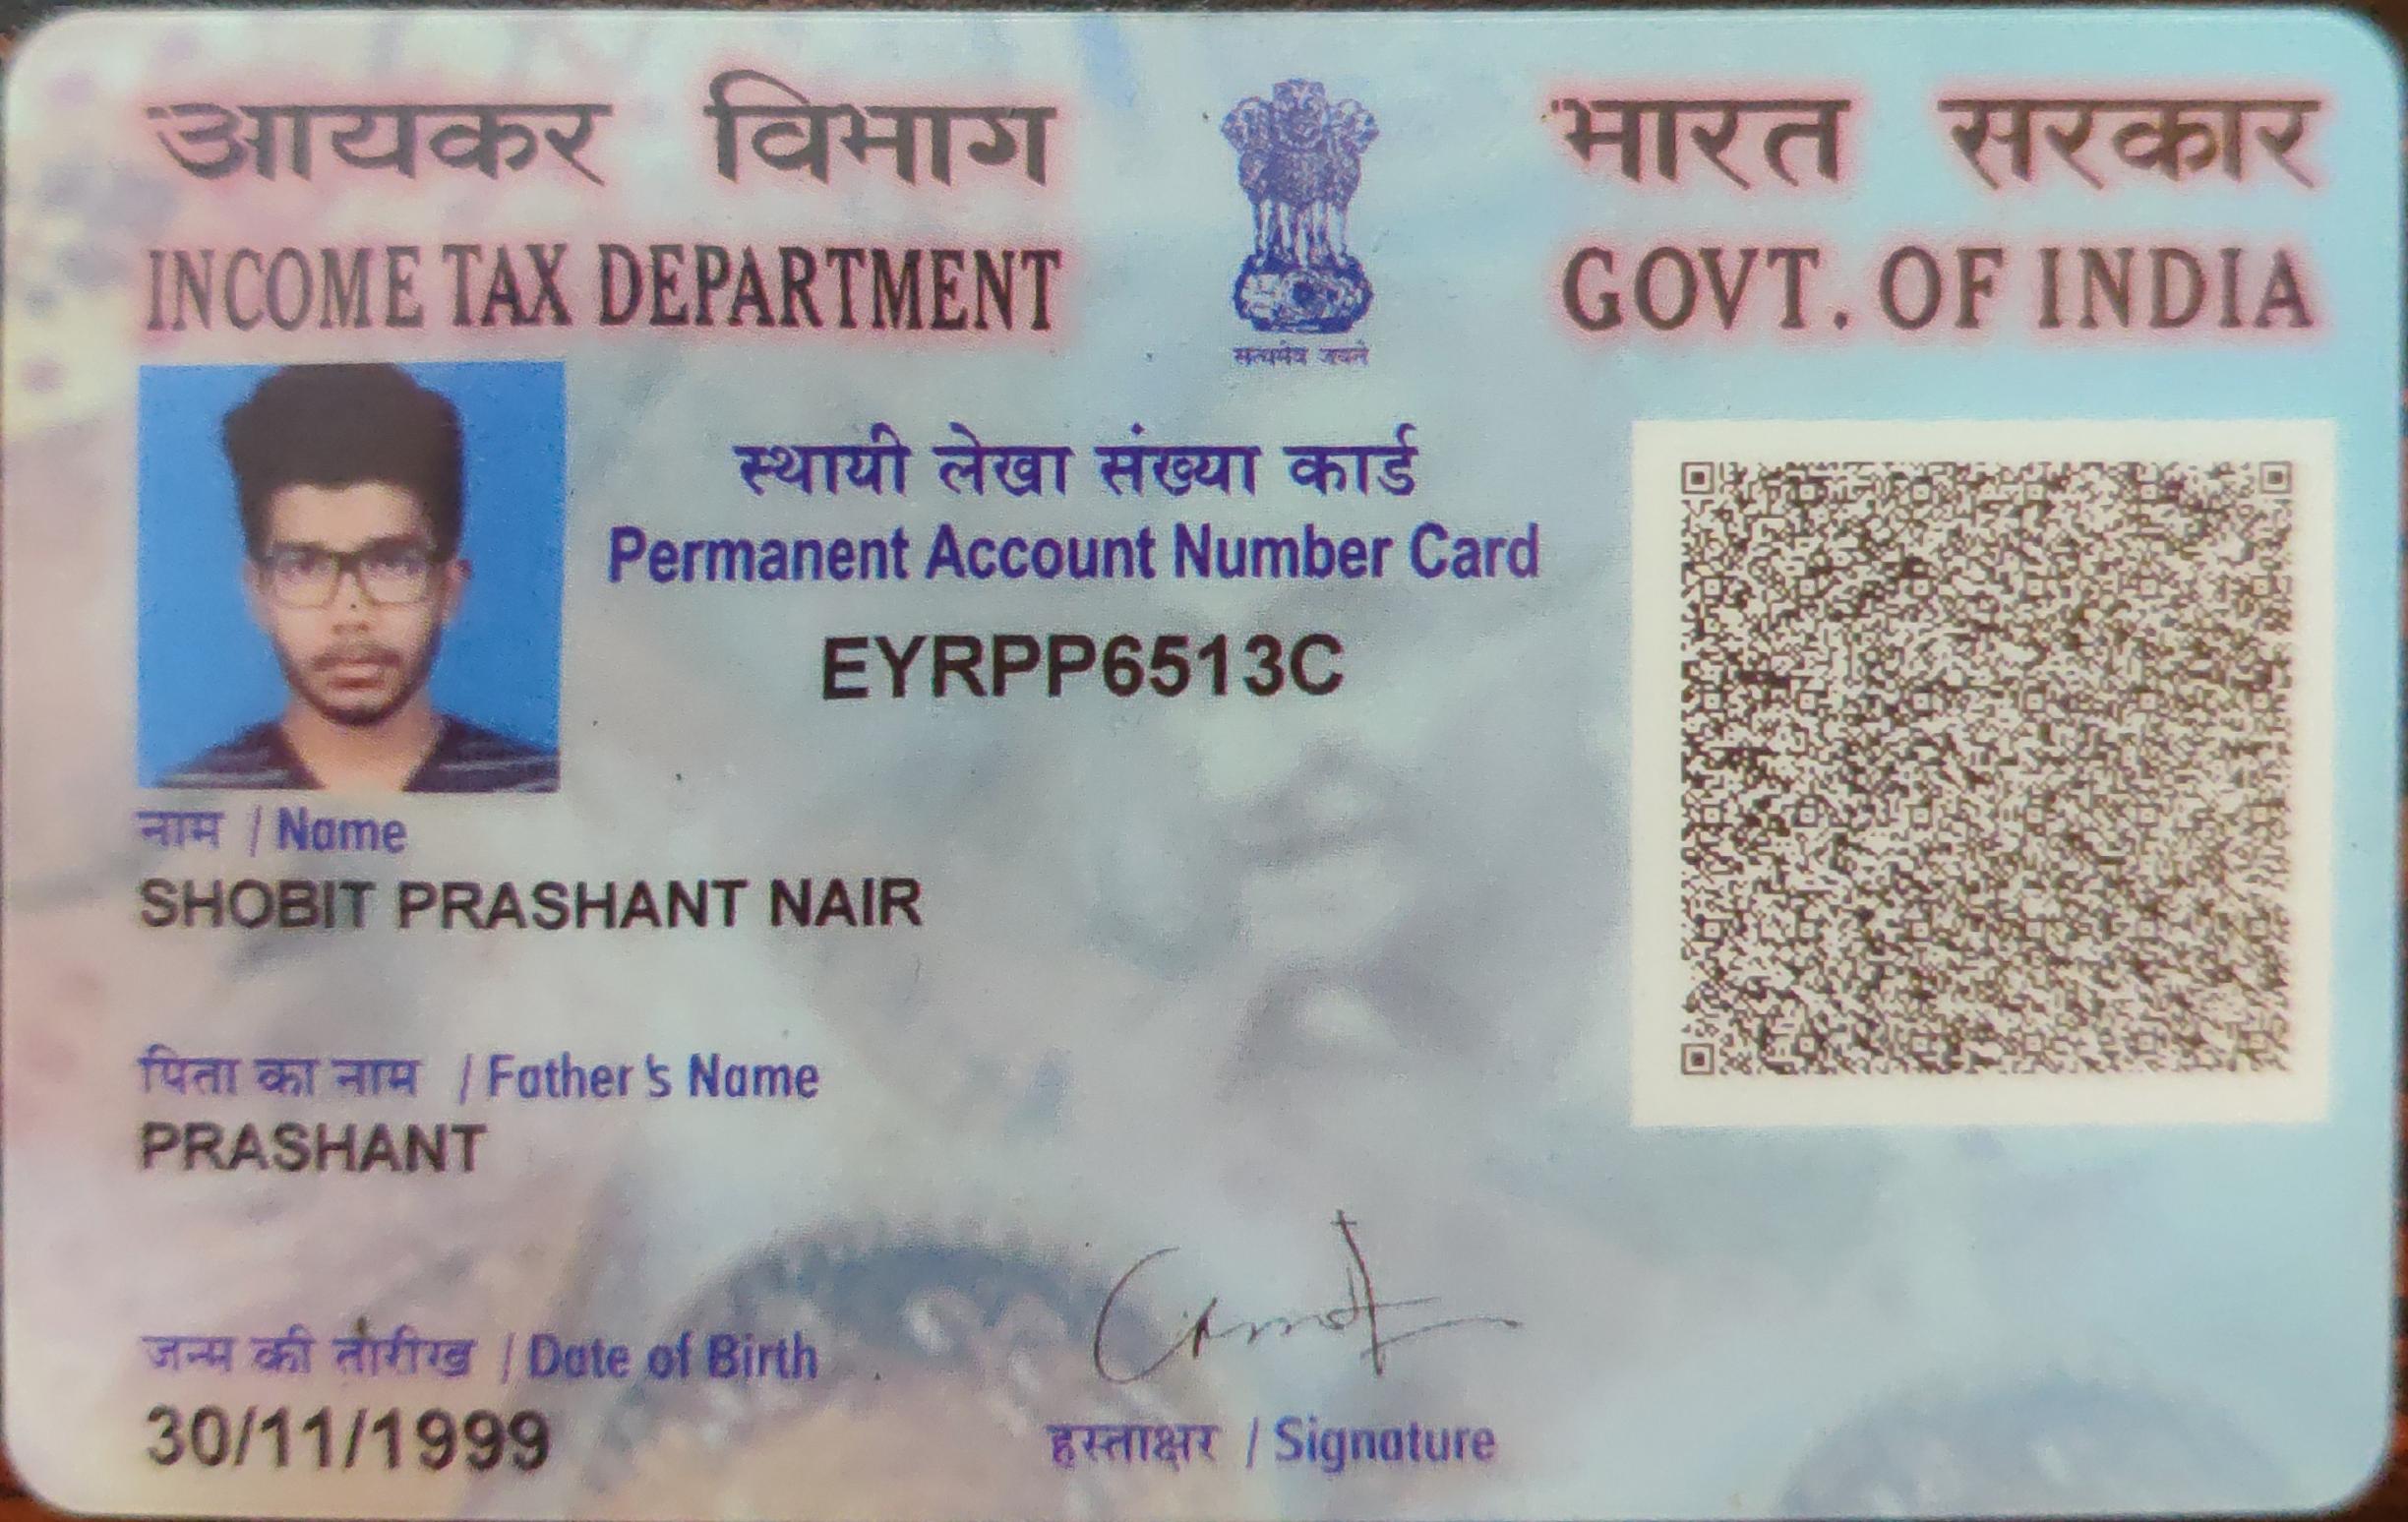 आयकर विभाग
INCOME TAX DEPARTMENT
सत्यमेव जयते
भारत सरकार
GOVT. OF INDIA
स्थायी लेखा संख्या कार्ड
Permanent Account Number Card
EYRPP6513C
नाम / Name
SHOBIT PRASHANT NAIR
पिता का नाम / Father's Name
PRASHANT
जन्म की तारीख / Date of Birth
30/11/1999
हस्ताक्षर / Signature